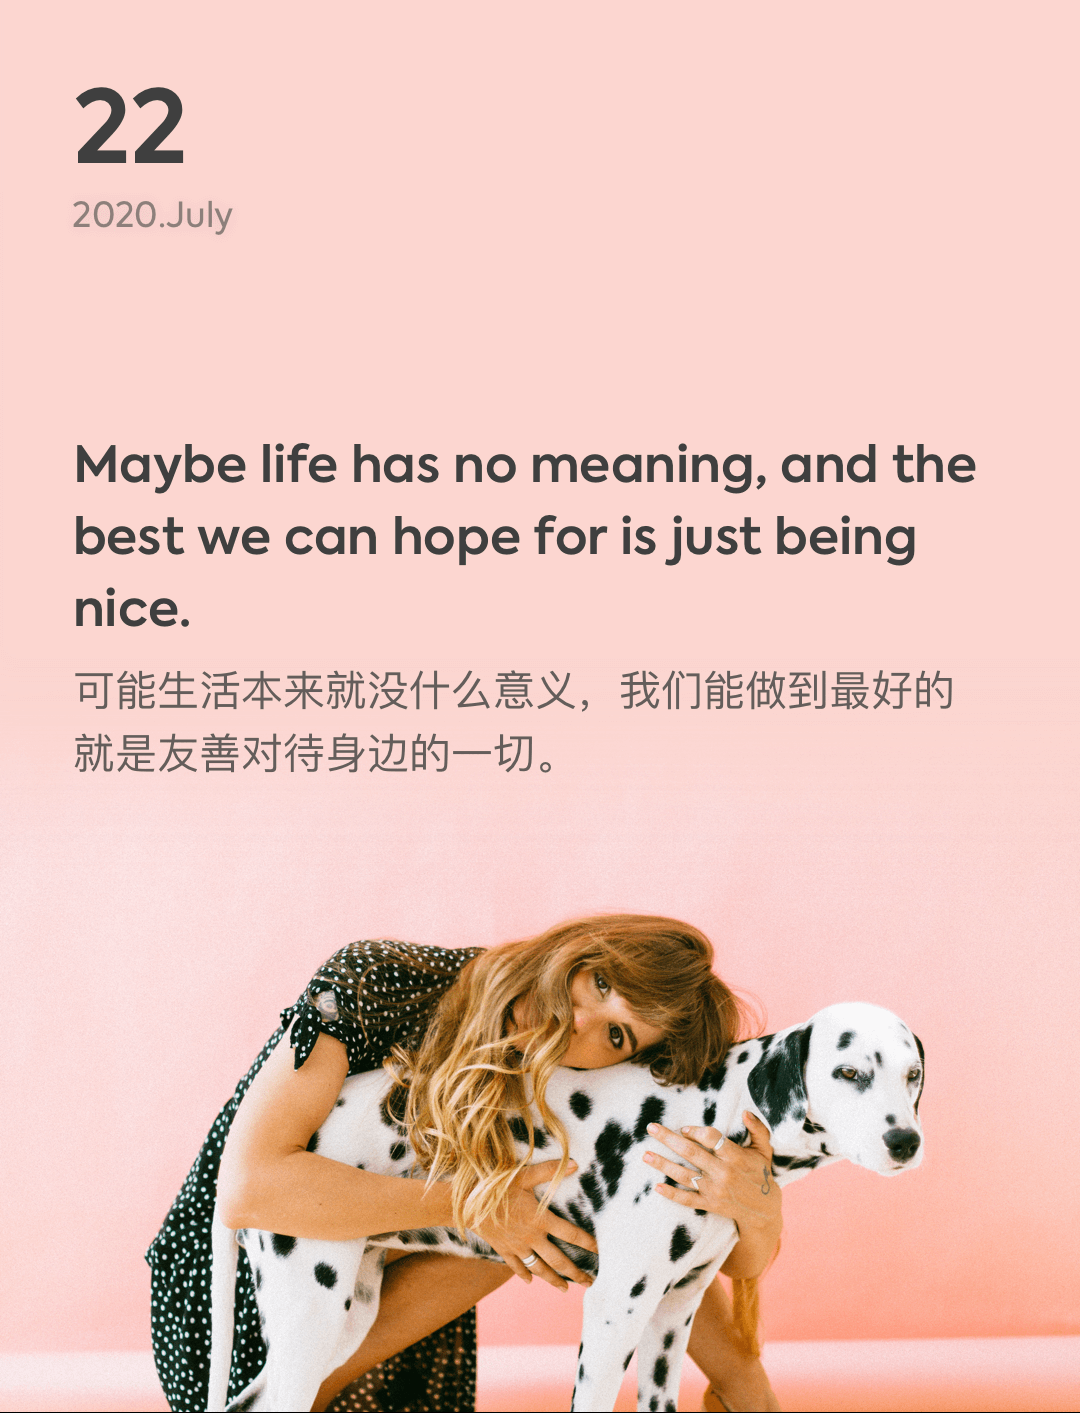 22
2020.July
Maybe life has no meaning, and the
best we can hope for is just being
nice.
可能生活本来就没什么意义，我们能做到最好的
就是友善对待身边的一切。